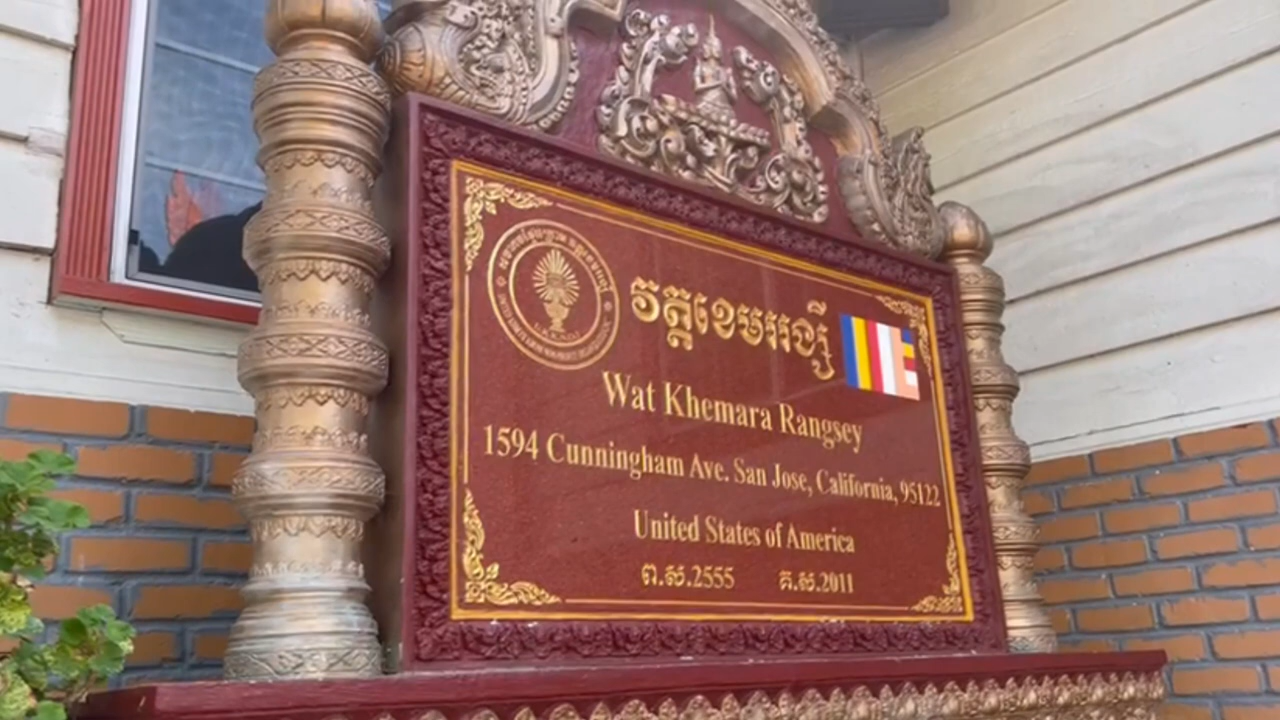 វត្តខេមររង្ស៊ី
Wat Khemara Rangsey
1594 Cunningham Ave. San Jose, California, 95122
United States of America
ព.ស.2555 គ.ស.2011